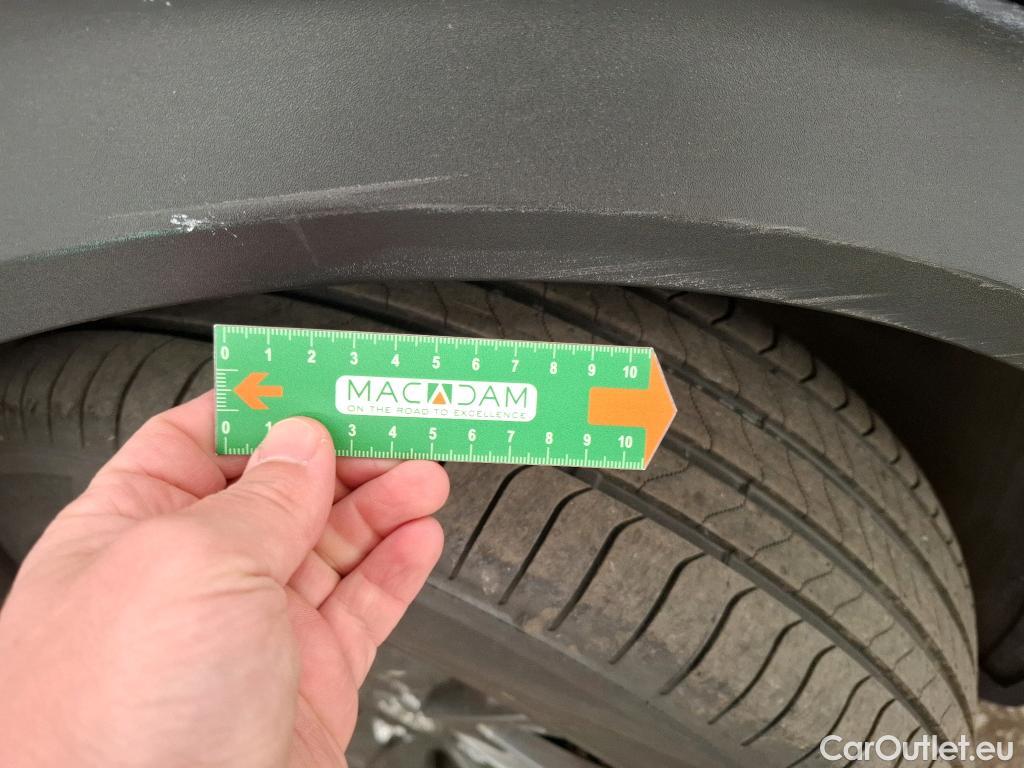 0 1 2 3 4 5 6 7 8 9 10
MACADAM
ON THE ROAD TO EXCELLENCE
0 1 3 4 5 6 7 8 9 10
CarOutlet.eu